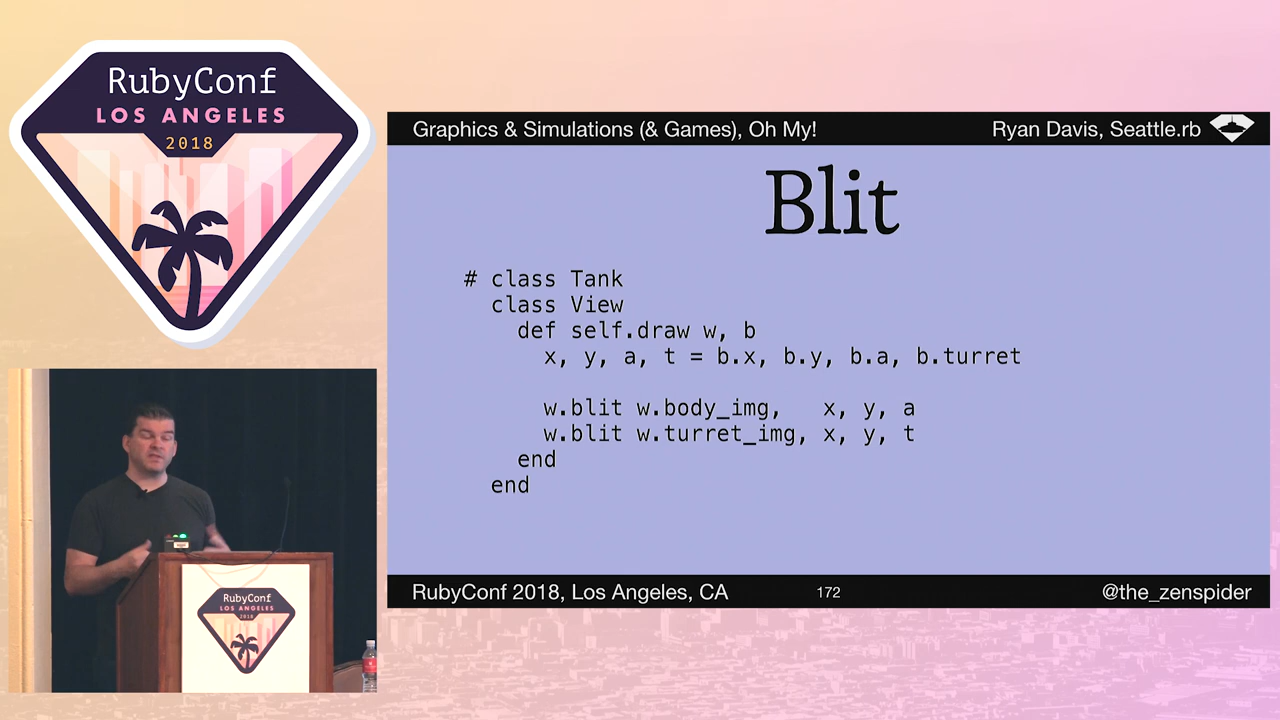 RubyConf
LOS ANGELES
2018
Graphics & Simulations (& Games), Oh My!
Ryan Davis, Seattle.rb
Blit
# class Tank
  class View
    def self.draw w, b
      x, y, a, t = b.x, b.y, b.a, b.turret

      w.blit w.body_img,   x, y, a
      w.blit w.turret_img, x, y, t
    end
  end
RubyConf 2018, Los Angeles, CA
172
@the_zenspider
RubyConf
LOS ANGELES
2018